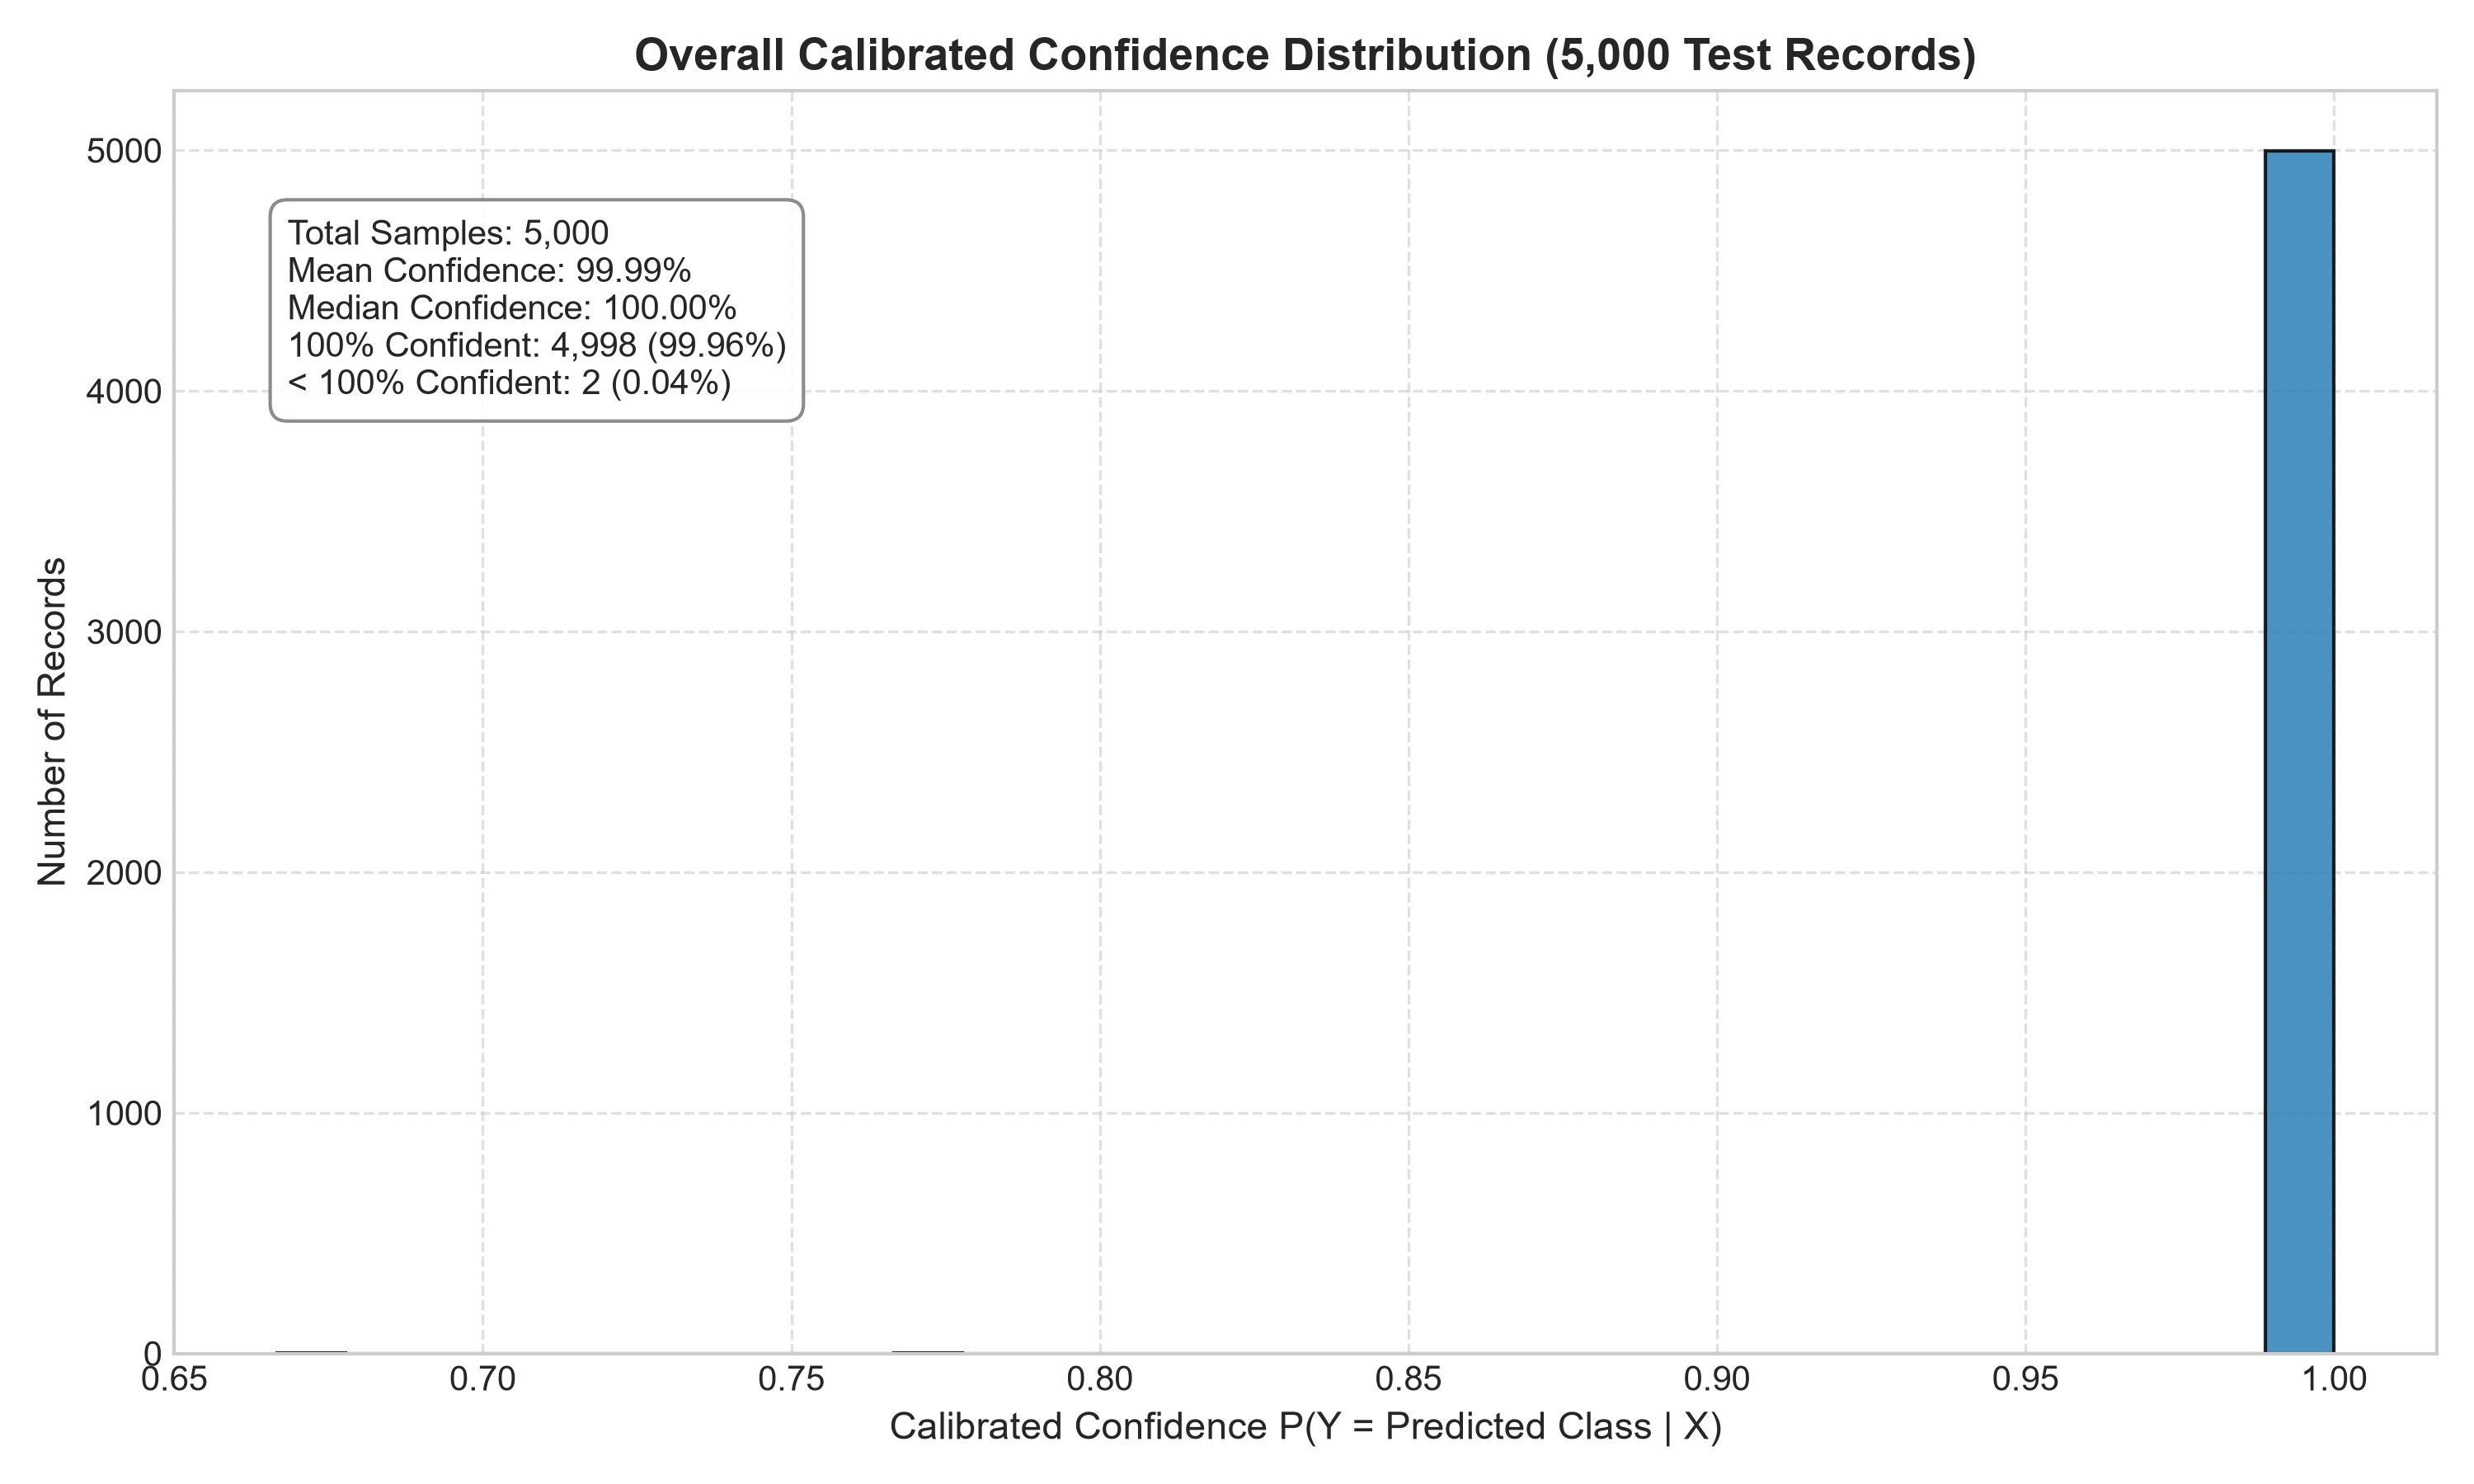 Overall Calibrated Confidence Distribution (5,000 Test Records)
Total Samples: 5,000
Mean Confidence: 99.99%
Median Confidence: 100.00%
100% Confident: 4,998 (99.96%)
< 100% Confident: 2 (0.04%)
Number of Records
5000
4000
3000
2000
1000
0
0.65 0.70 0.75 0.80 0.85 0.90 0.95 1.00
Calibrated Confidence P(Y = Predicted Class | X)